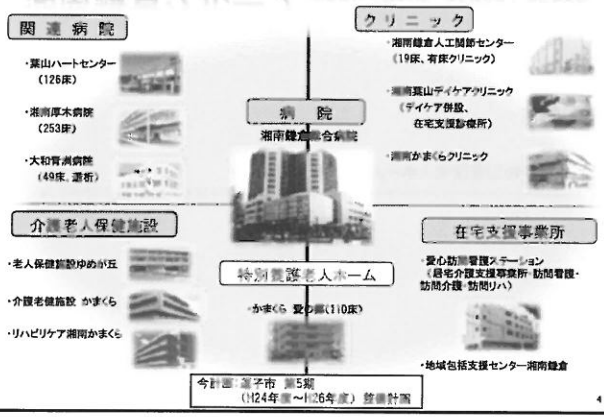 関連病院
・葉山ハートセンター
(126床)
・湘南厚木病院
(253床)
・大和青洲病院
(49床、透析)
クリニック
・湘南鎌倉人工関節センター
(19床、有床クリニック)
・湘南葉山デイケアクリニック
(デイケア併設、
在宅支援診療所)
・湘南かまくらクリニック
病院
湘南鎌倉総合病院
介護老人保健施設
・老人保健施設ゆめが丘
・介護老健施設 かまくら
・リハビリケア湘南かまくら
特別養護老人ホーム
・かまくら 愛の郷(110床)
在宅支援事業所
・愛心訪問看護ステーション
(居宅介護支援事業所・訪問看護・
訪問介護・訪問リハ)
・地域包括支援センター湘南鎌倉
今計画:逗子市 第5期
(H24年度～H26年度) 整備計画
4